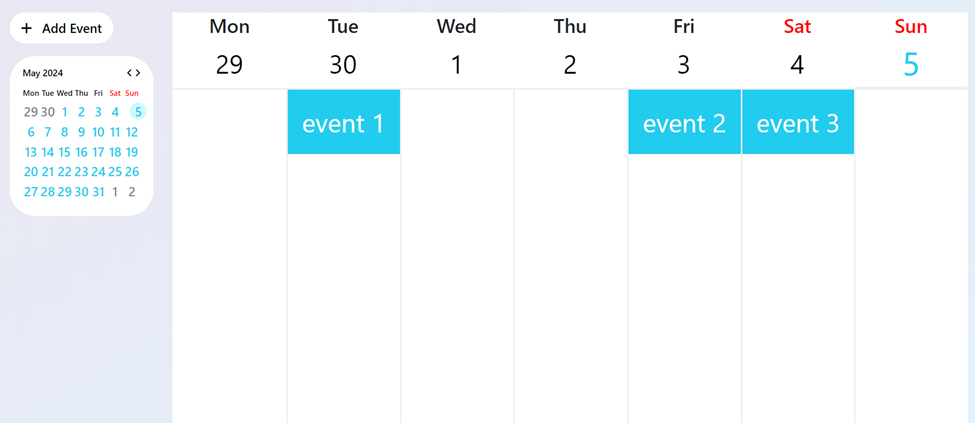 + Add Event
May 2024 < >
Mon Tue Wed Thu Fri Sat Sun
29 30 1 2 3 4 5
6 7 8 9 10 11 12
13 14 15 16 17 18 19
20 21 22 23 24 25 26
27 28 29 30 31 1 2
Mon Tue Wed Thu Fri Sat Sun
29 30 1 2 3 4 5
event 1 event 2 event 3